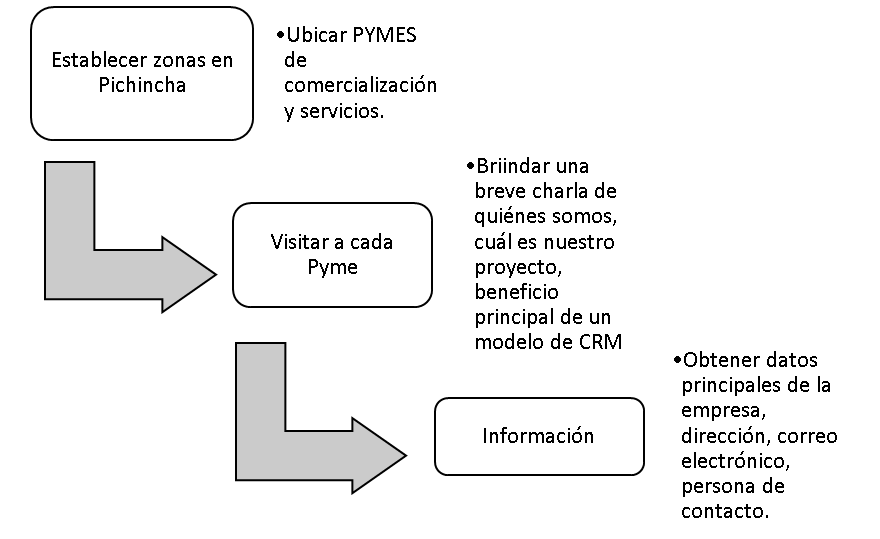 Establecer zonas en
Pichincha
•Ubicar PYMES
de
comercialización
y servicios.
Visitar a cada
Pyme
•Briindar una
breve charla de
quiénes somos,
cuál es nuestro
proyecto,
beneficio
principal de un
modelo de CRM
Información
•Obtener datos
principales de la
empresa,
dirección, correo
electrónico,
persona de
contacto.